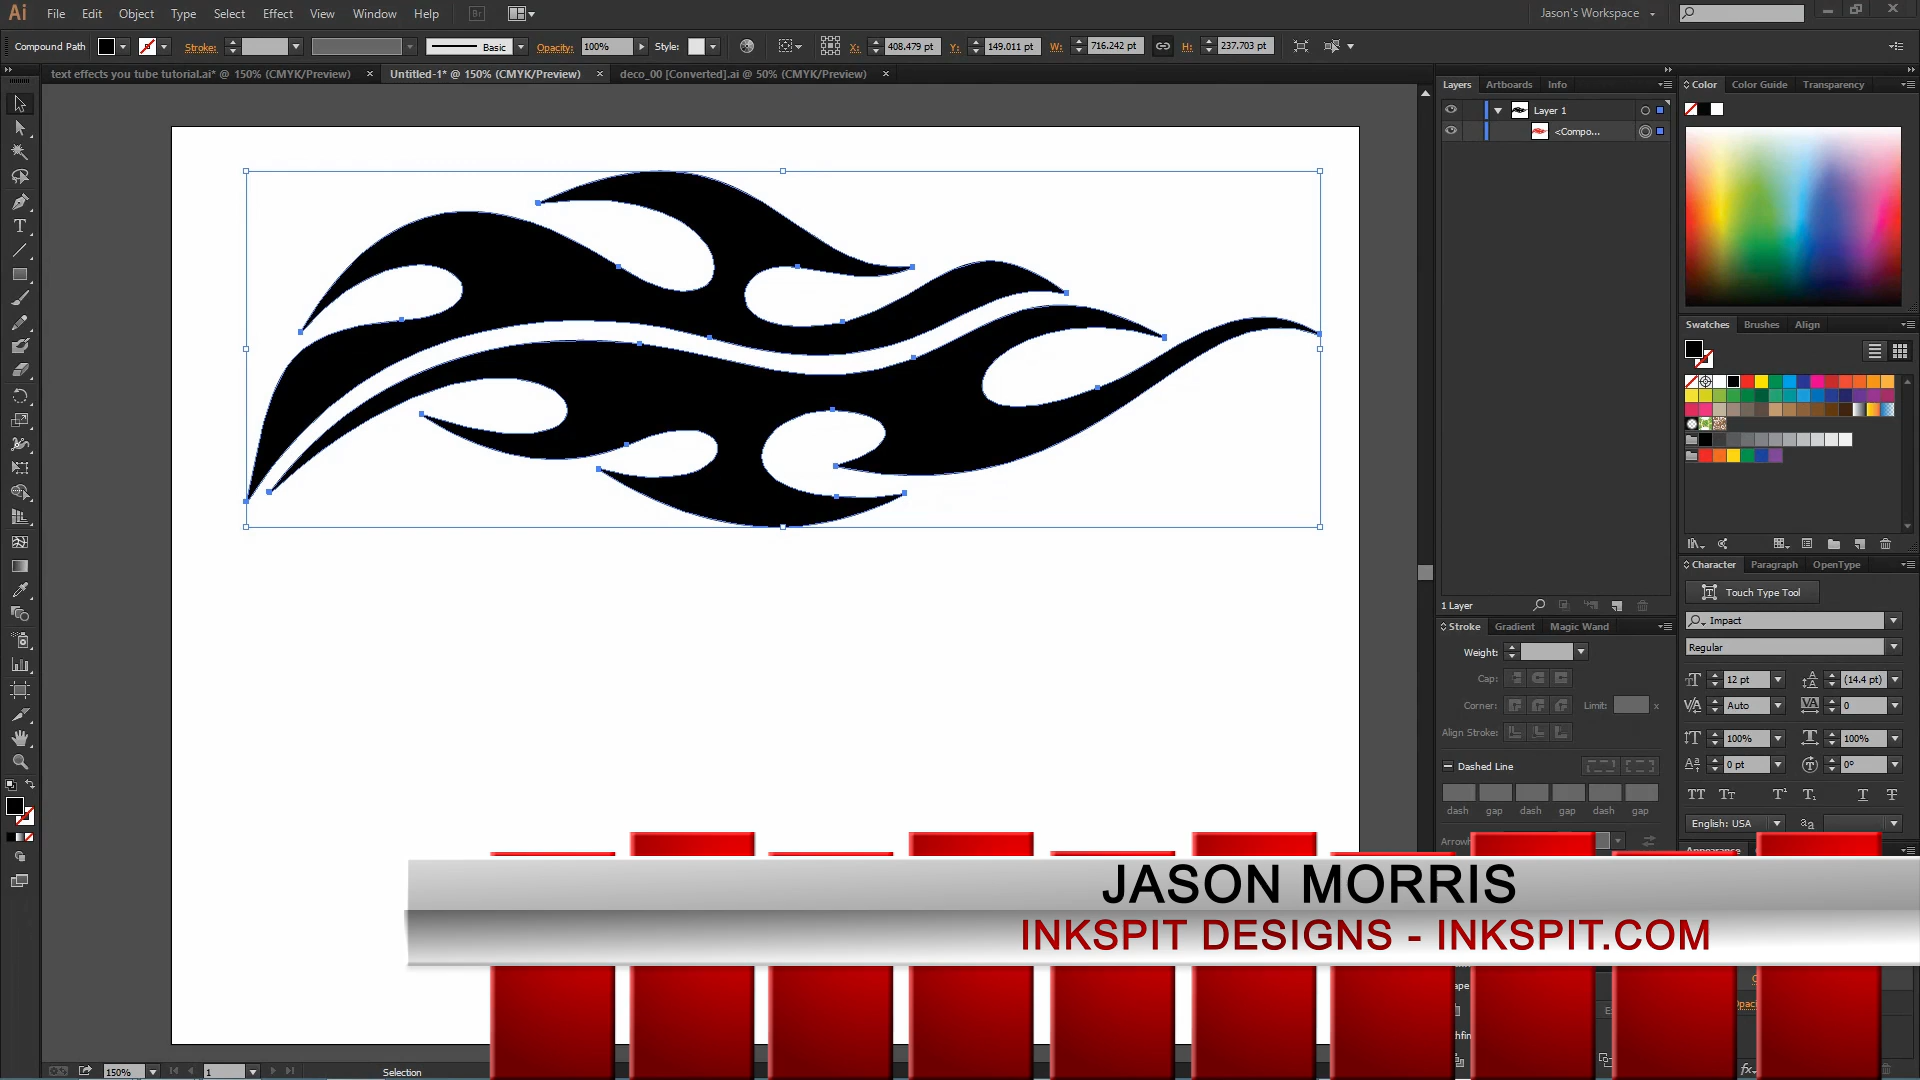 Ai File Edit Object Type Select Effect View Window Help Br Jason's Workspace
Compound Path Stroke: Basic Opacity: 100% Style: X: 408.479 pt Y: 149.011 pt W: 716.242 pt H: 237.703 pt
text effects you tube tutorial.ai* @ 150% (CMYK/Preview) Untitled-1* @ 150% (CMYK/Preview) deco_00 [Converted].ai @ 50% (CMYK/Preview)
Layers Artboards Info
Layer 1
<Compo...
1 Layer
Color Color Guide Transparency
Swatches Brushes Align
Character Paragraph OpenType
Touch Type Tool
Impact
Regular
12 pt (14.4 pt)
Auto 0
100% 100%
0 pt 0°
English: USA
Stroke Gradient Magic Wand
Weight:
Cap:
Corner: Limit: x
Align Stroke:
Dashed Line
dash gap dash gap dash gap
JASON MORRIS
INKSPIT DESIGNS - INKSPIT.COM
150% 1 Selection